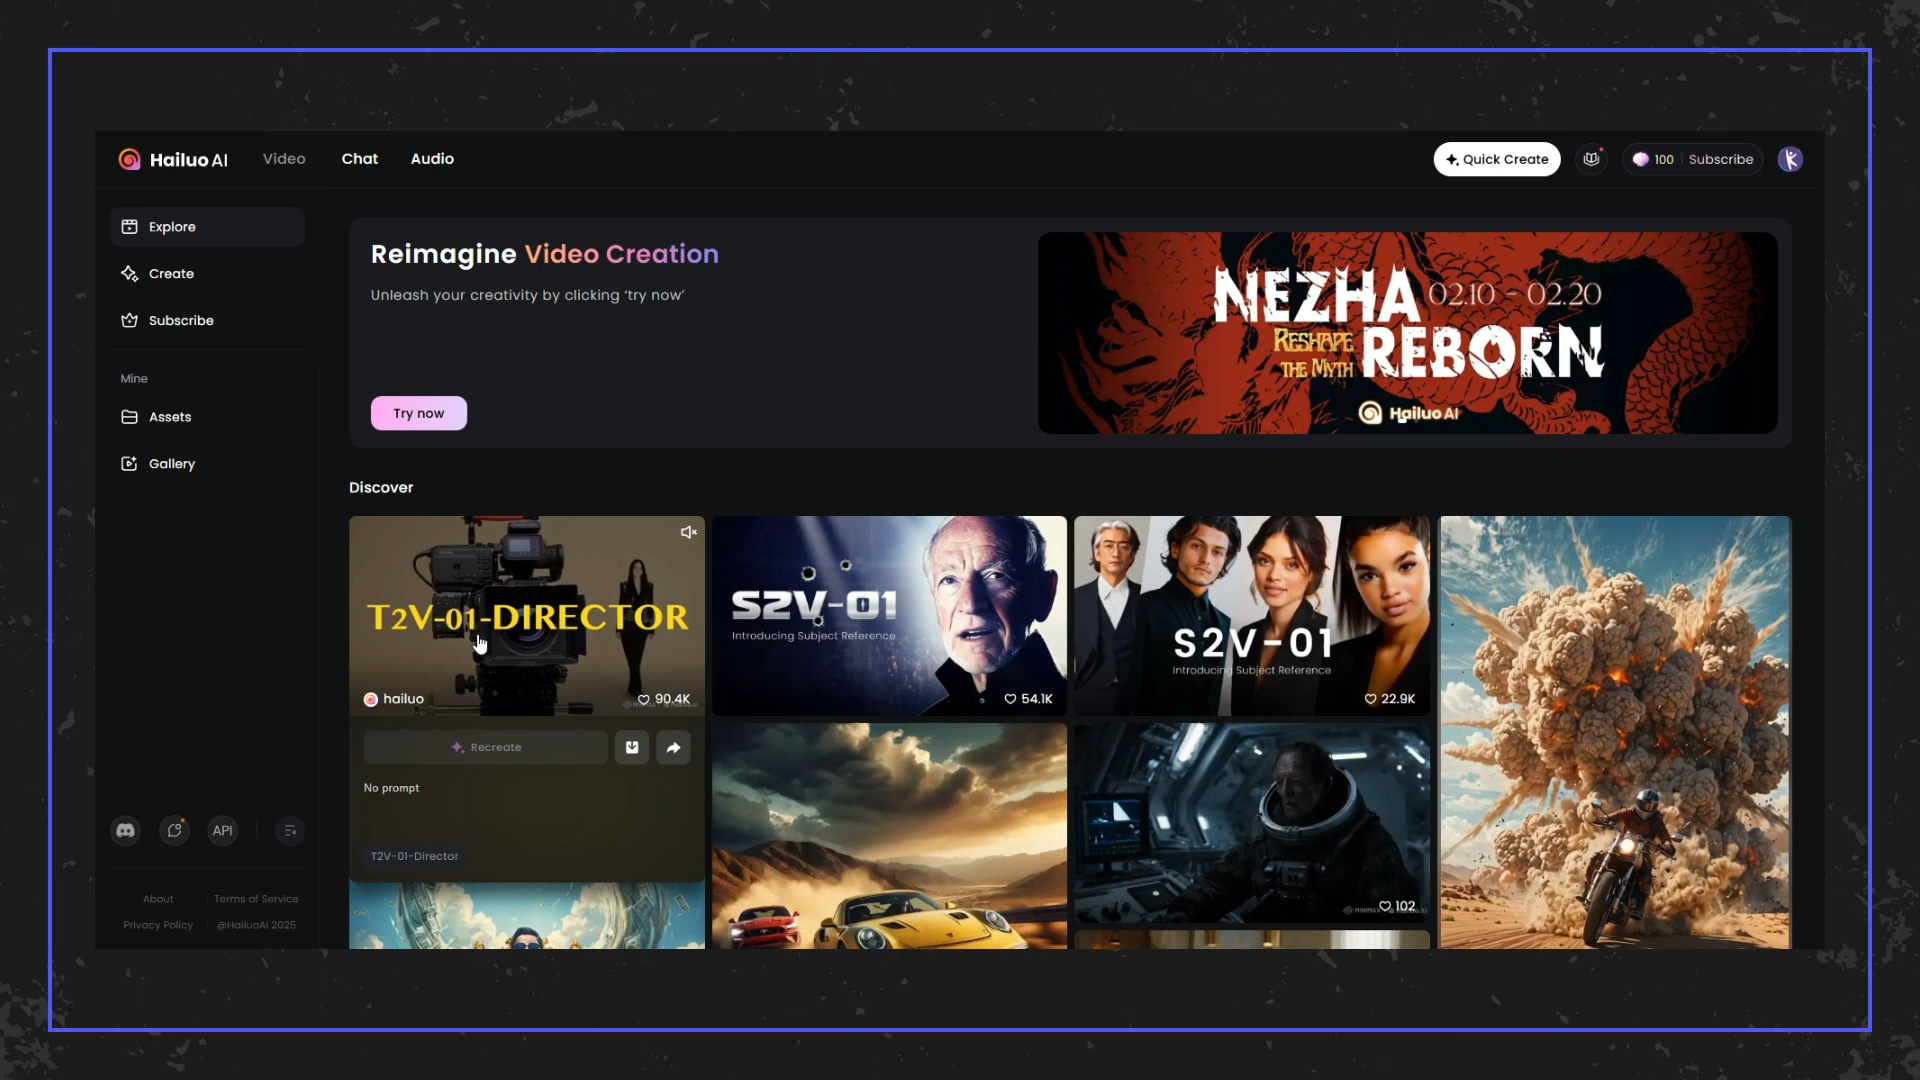 Hailuo AI
Video
Chat
Audio
Quick Create
100
Subscribe
Explore
Create
Subscribe
Mine
Assets
Gallery
API
About
Terms of Service
Privacy Policy
@HailuoAI 2025
Reimagine Video Creation
Unleash your creativity by clicking ‘try now’
Try now
NEZHA 02.10 - 02.20
RESHAPE
THE MYTH
REBORN
Hailuo AI
Discover
T2V-01-DIRECTOR
hailuo
90.4K
Recreate
No prompt
T2V-01-Director
S2V-01
Introducing Subject Reference
54.1K
S2V-01
Introducing Subject Reference
22.9K
102